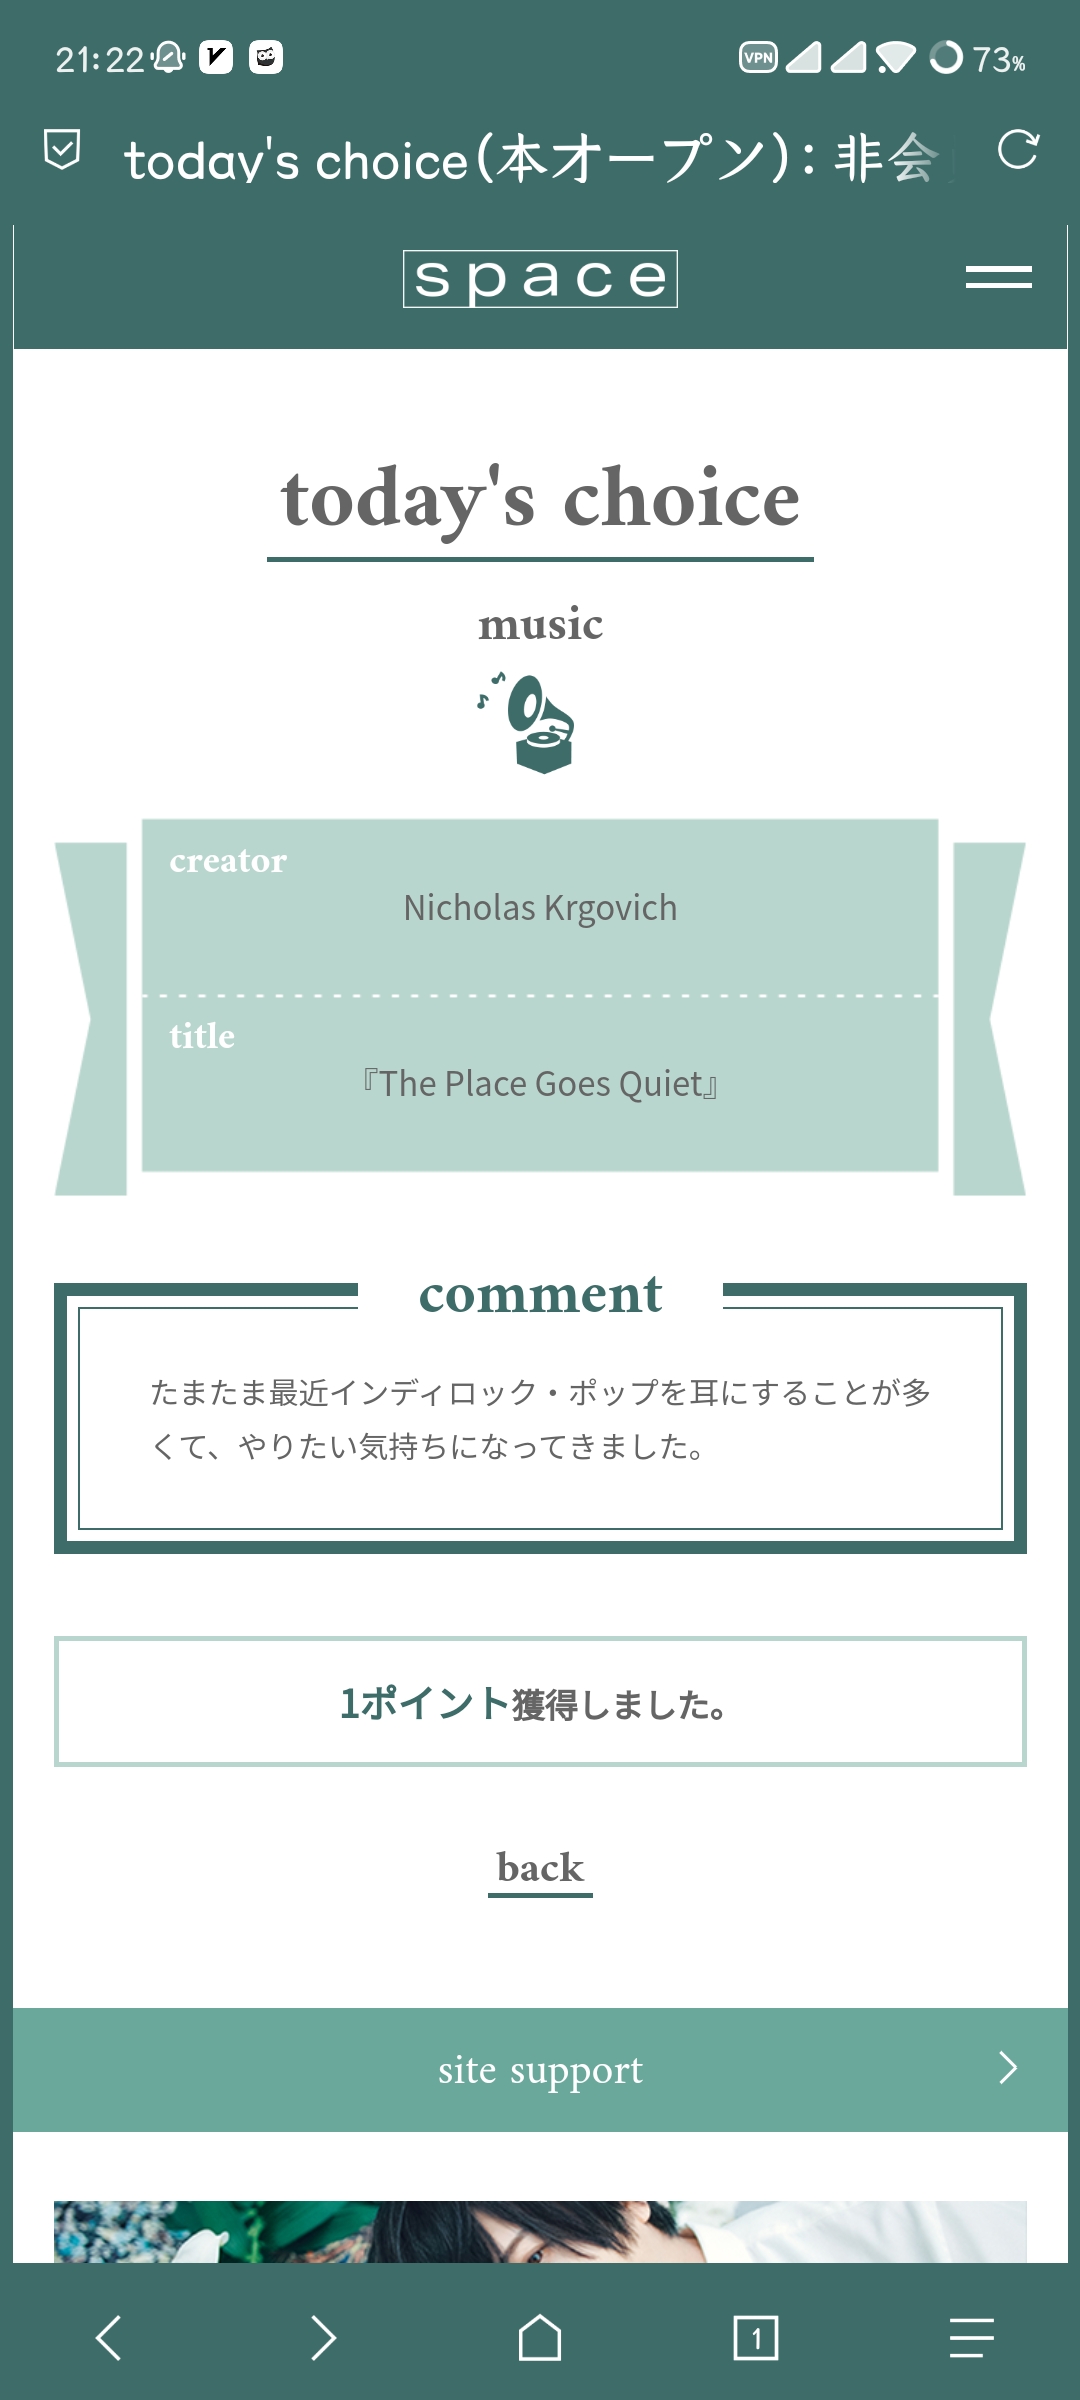 21:22
VPN
73%
today's choice(本オープン): 非会
space
today's choice
music
creator
Nicholas Krgovich
title
『The Place Goes Quiet』
comment
たまたま最近インディロック・ポップを耳にすることが多
くて、やりたい気持ちになってきました。
1ポイント獲得しました。
back
site support
1